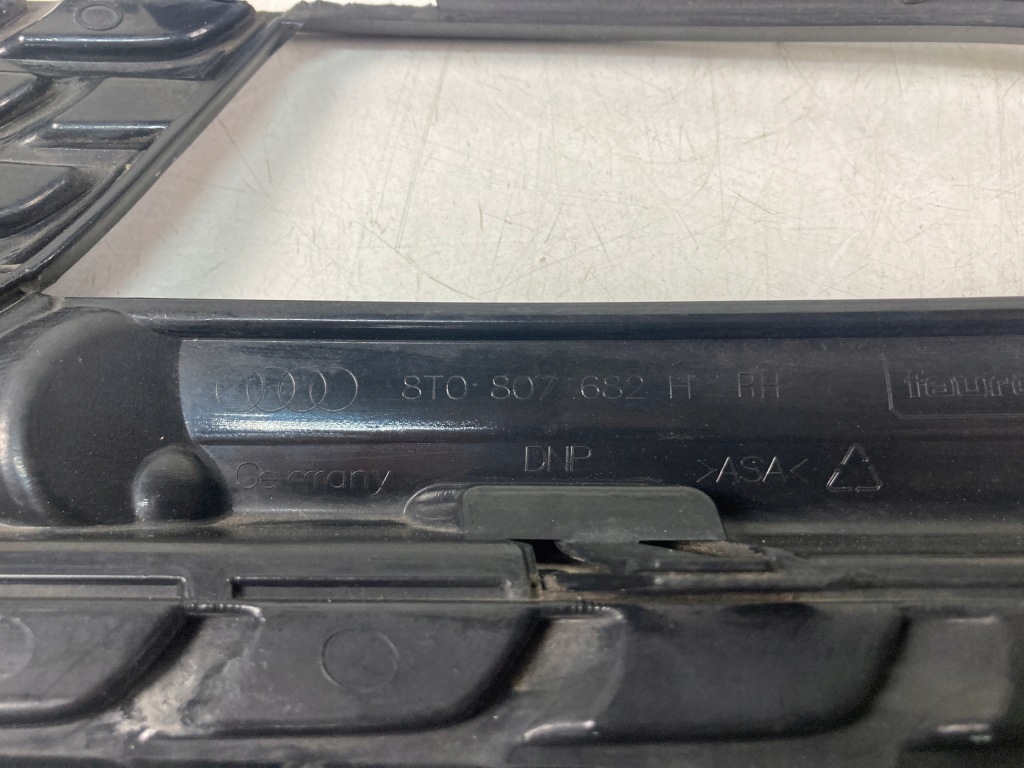 8T0 807 682 H RH
Germany
DNP
>ASA<